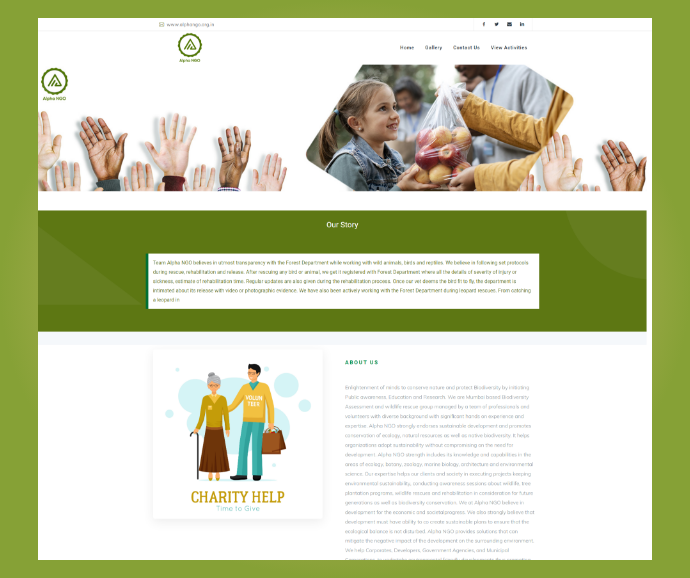 www.alphango.org.in
Alpha NGO
Home Gallery Contact Us View Activities
Alpha NGO
Our Story
Team Alpha NGO believes in utmost transparency with the Forest Department while working with wild animals, birds and reptiles. We believe in following set protocols
during rescue, rehabilitation and release. After rescuing any bird or animal, we get it registered with Forest Department where all the details of severity of injury or
sickness, estimate of rehabilitation time. Regular updates are also given during the rehabilitation process. Once our vet deems the bird fit to fly, the department is
intimated about its release with video or photographic evidence. We have also been actively working with the Forest Department during leopard rescues. From catching
a leopard in
VOLUN
TEES
CHARITY HELP
Time to Give
ABOUT US
Enlightenment of minds to conserve nature and protect Biodiversity by initiating
Public awareness, Education and Research. We are Mumbai based Biodiversity
Assessment and wildlife rescue group managed by a team of professionals and
volunteers with diverse background with significant hands on experience and
expertise. Alpha NGO strongly endorses sustainable development and promotes
conservation of ecology, natural resources as well as native biodiversity. It helps
organizations adopt sustainability without compromising on the need for
development. Alpha NGO strength includes its knowledge and capabilities in the
areas of ecology, botany, zoology, marine biology, architecture and environmental
science. Our expertise helps our clients and society in executing projects keeping
environmental sustainability, conducting awareness sessions about wildlife, tree
plantation programs, wildlife rescue and rehabilitation in consideration for future
generations as well as biodiversity conservation. We at Alpha NGO believe in
development for the economic and societal progress. We also strongly believe that
development must have ability to co create sustainable plans to ensure that the
ecological balance is not disturbed. Alpha NGO provides solutions that can
mitigate the negative impact of the development on the surrounding environment.
We Help Corporates, Developers, Government Agencies, and Municipal